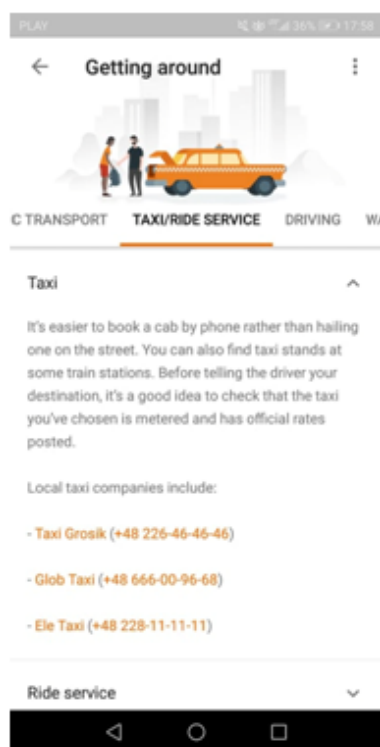 PLAY 36% 17:58
Getting around
C TRANSPORT TAXI/RIDE SERVICE DRIVING W
Taxi
It's easier to book a cab by phone rather than hailing
one on the street. You can also find taxi stands at
some train stations. Before telling the driver your
destination, it's a good idea to check that the taxi
you've chosen is metered and has official rates
posted.
Local taxi companies include:
- Taxi Grosik (+48 226-46-46-46)
- Glob Taxi (+48 666-00-96-68)
- Ele Taxi (+48 228-11-11-11)
Ride service